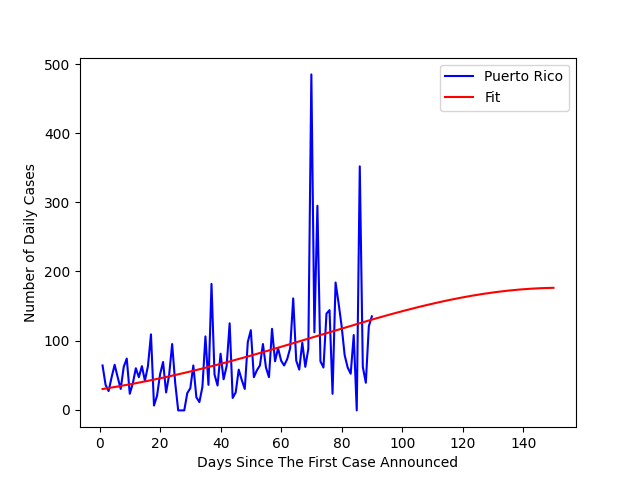 500
400
300
200
100
0
Number of Daily Cases
Puerto Rico
Fit
0 20 40 60 80 100 120 140
Days Since The First Case Announced